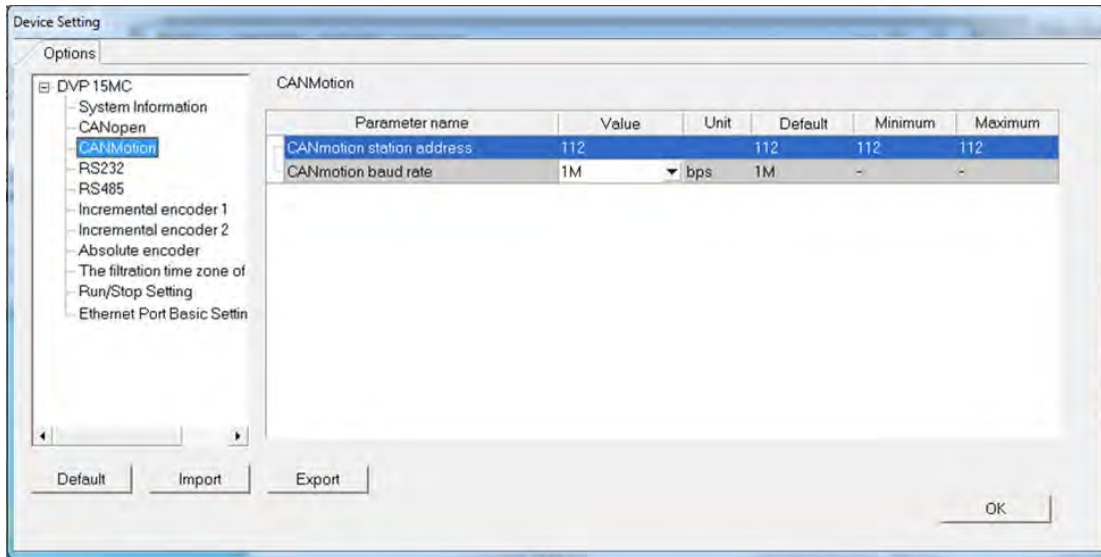 Device Setting
Options
DVP 15MC
System Information
CANopen
CANMotion
RS232
RS485
Incremental encoder 1
Incremental encoder 2
Absolute encoder
The filtration time zone of
Run/Stop Setting
Ethernet Port Basic Settin
CANMotion
Parameter name Value Unit Default Minimum Maximum
CANmotion station address 112 112 112 112
CANmotion baud rate 1M bps 1M - -
Default Import Export
OK